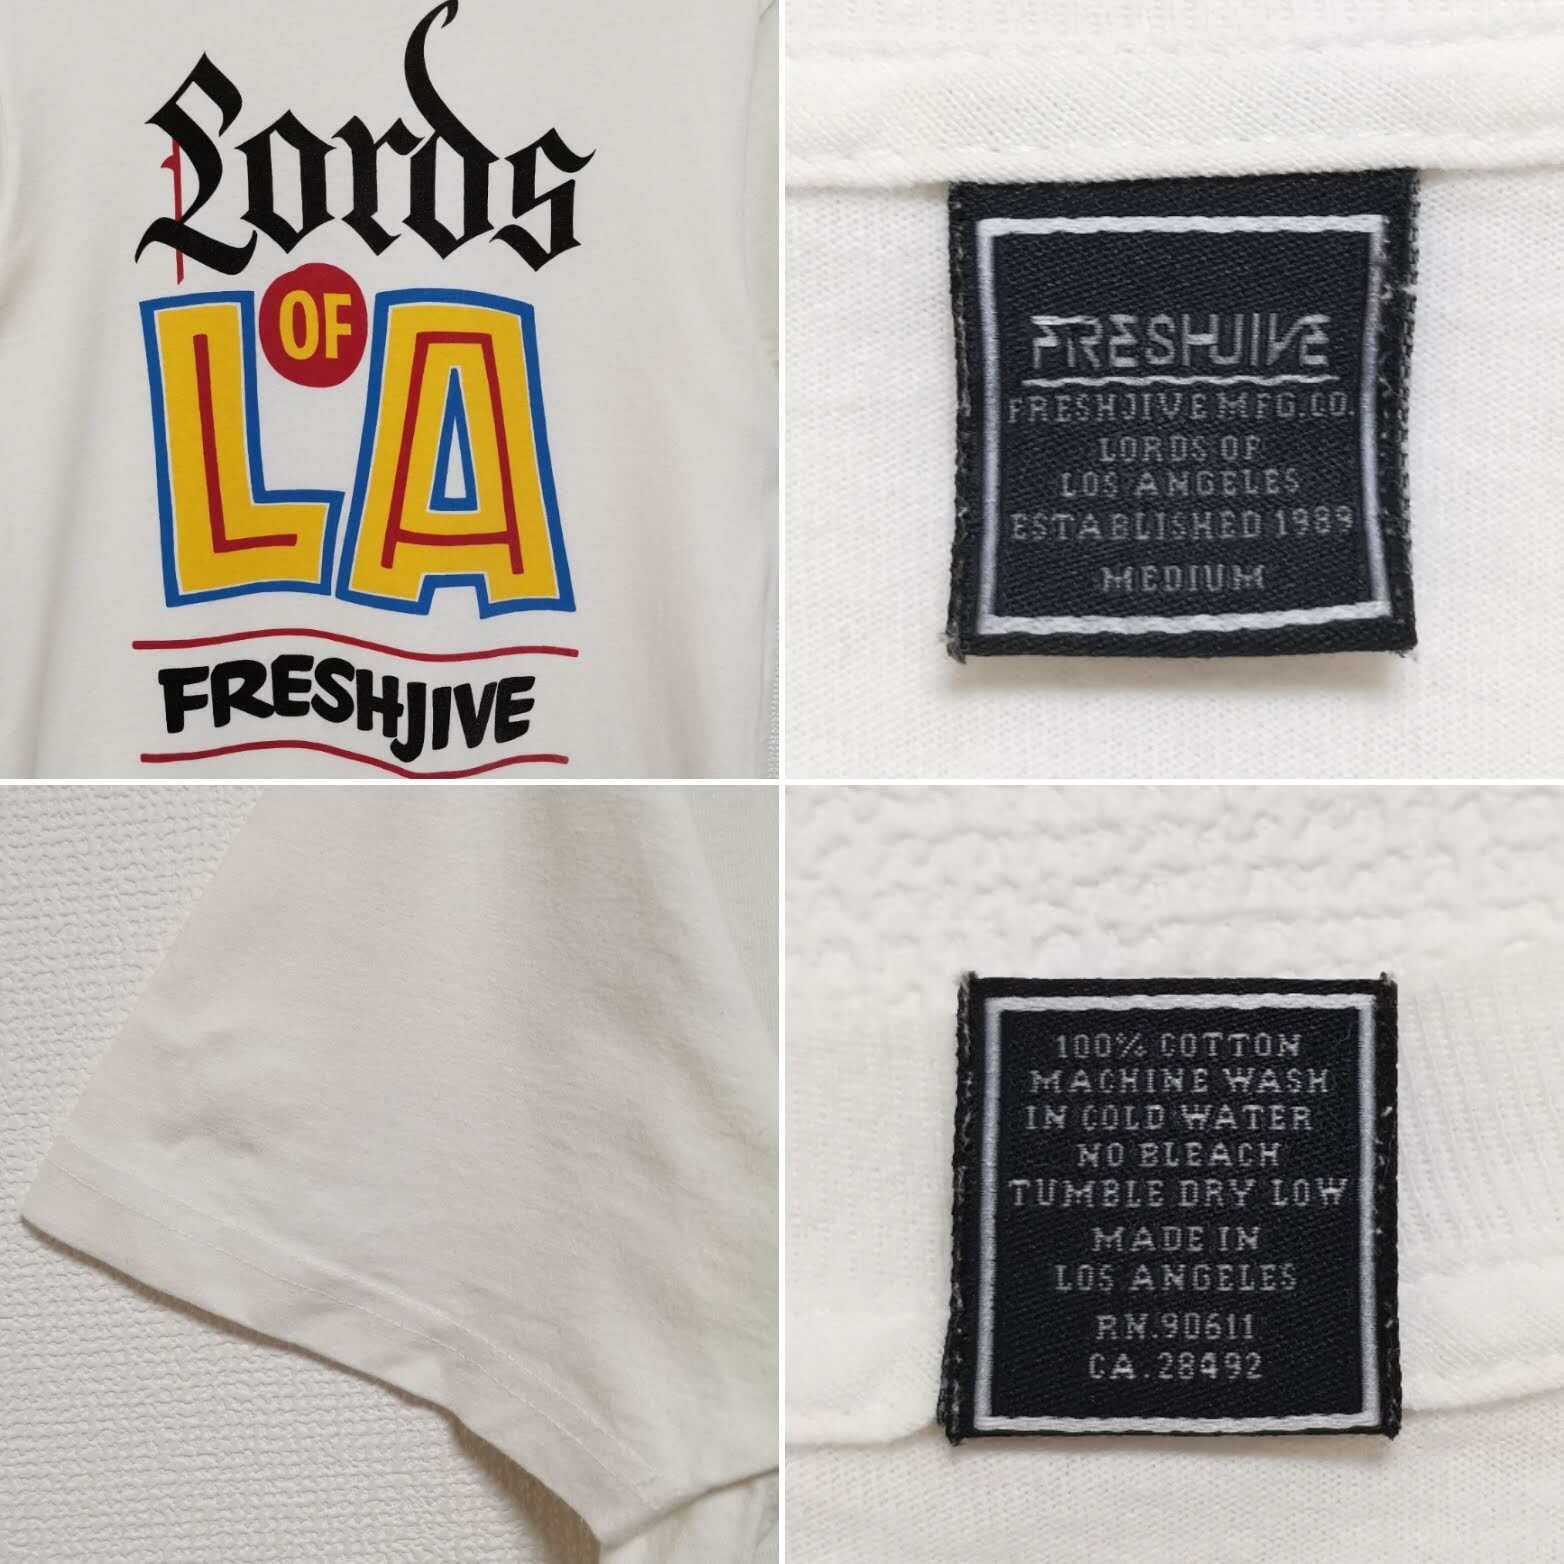 Lords
OF
LA
FRESHJIVE
FRESHJIVE
FRESHJIVE MFG.CO.
LORDS OF
LOS ANGELES
ESTABLISHED 1989
MEDIUM
100% COTTON
MACHINE WASH
IN COLD WATER
NO BLEACH
TUMBLE DRY LOW
MADE IN
LOS ANGELES
RN.90611
CA.28492